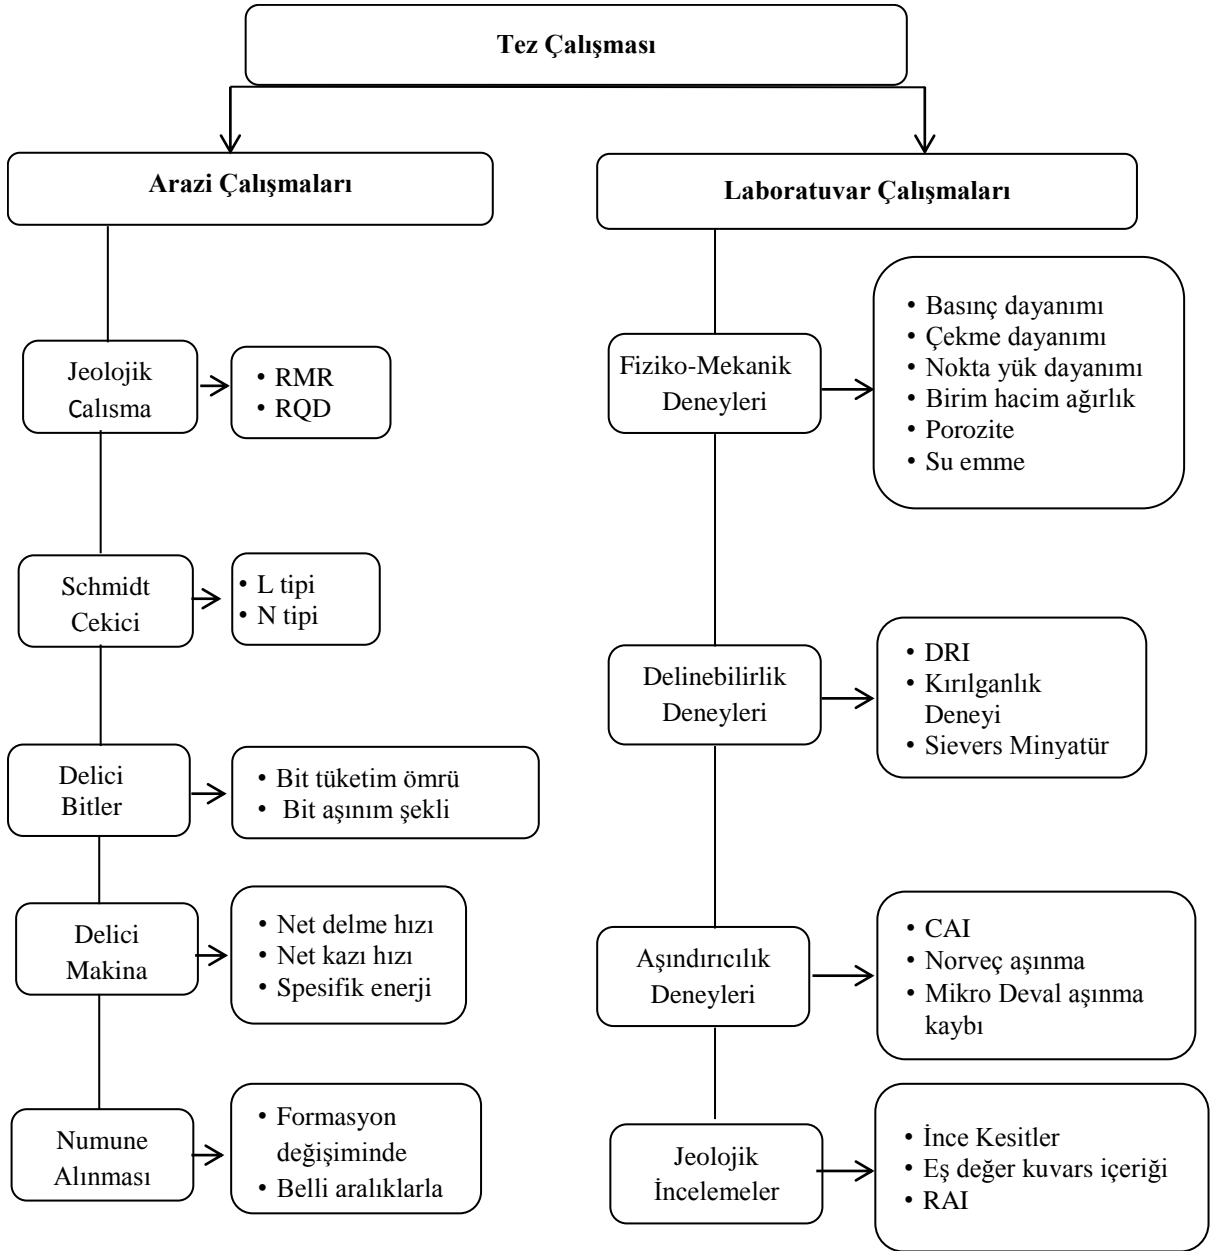 Tez Çalışması
Arazi Çalışmaları
Jeolojik
Çalısma
• RMR
• RQD
Schmidt
Cekici
• L tipi
• N tipi
Delici
Bitler
• Bit tüketim ömrü
• Bit aşınım şekli
Delici
Makina
• Net delme hızı
• Net kazı hızı
• Spesifik enerji
Numune
Alınması
• Formasyon
değişiminde
• Belli aralıklarla
Laboratuvar Çalışmaları
Fiziko-Mekanik
Deneyleri
• Basınç dayanımı
• Çekme dayanımı
• Nokta yük dayanımı
• Birim hacim ağırlık
• Porozite
• Su emme
Delinebilirlik
Deneyleri
• DRI
• Kırılganlık
Deneyi
• Sievers Minyatür
Aşındırıcılık
Deneyleri
• CAI
• Norveç aşınma
• Mikro Deval aşınma
kaybı
Jeolojik
İncelemeler
• İnce Kesitler
• Eş değer kuvars içeriği
• RAI